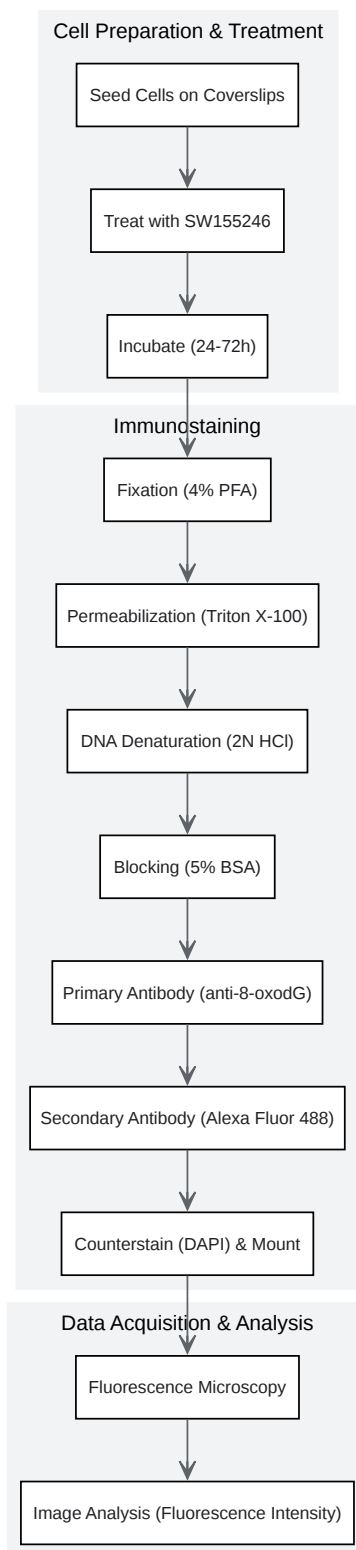 Cell Preparation & Treatment
Seed Cells on Coverslips
Treat with SW155246
Incubate (24-72h)
Immunostaining
Fixation (4% PFA)
Permeabilization (Triton X-100)
DNA Denaturation (2N HCl)
Blocking (5% BSA)
Primary Antibody (anti-8-oxodG)
Secondary Antibody (Alexa Fluor 488)
Counterstain (DAPI) & Mount
Data Acquisition & Analysis
Fluorescence Microscopy
Image Analysis (Fluorescence Intensity)